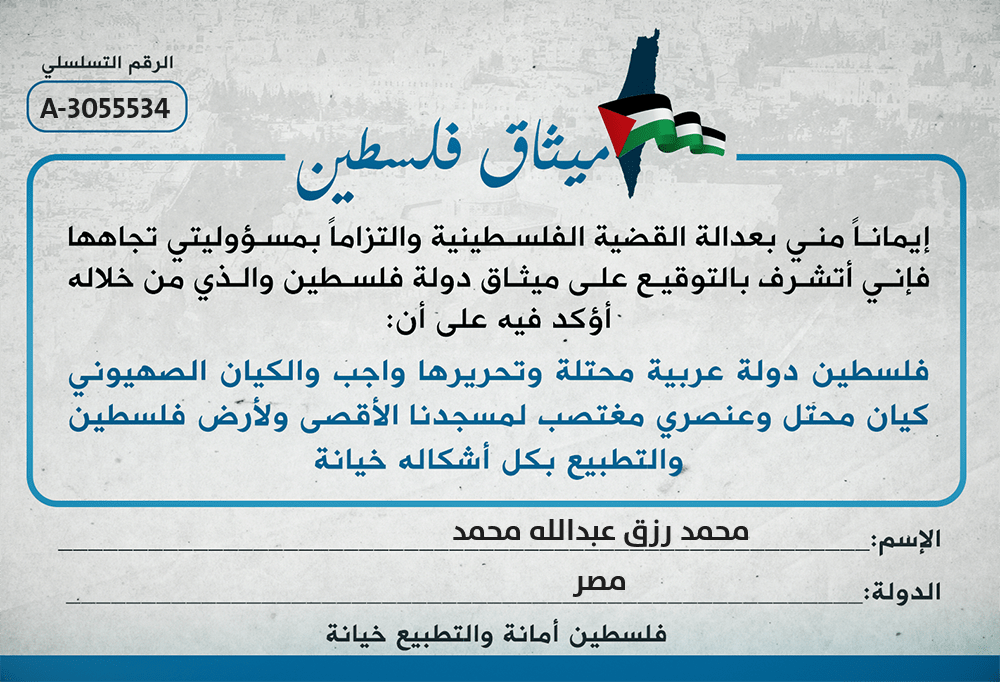 الرقم التسلسلي
A-3055534
ميثاق فلسطين
إيماناً مني بعدالة القضية الفلسطينية والتزاماً بمسؤوليتي تجاهها
فإني أتشرف بالتوقيع على ميثاق دولة فلسطين والذي من خلاله
أؤكد فيه على أن:
فلسطين دولة عربية محتلة وتحريرها واجب والكيان الصهيوني
كيان محتل وعنصري مغتصب لمسجدنا الأقصى ولأرض فلسطين
والتطبيع بكل أشكاله خيانة
الإسم: محمد رزق عبدالله محمد
الدولة: مصر
فلسطين أمانة والتطبيع خيانة